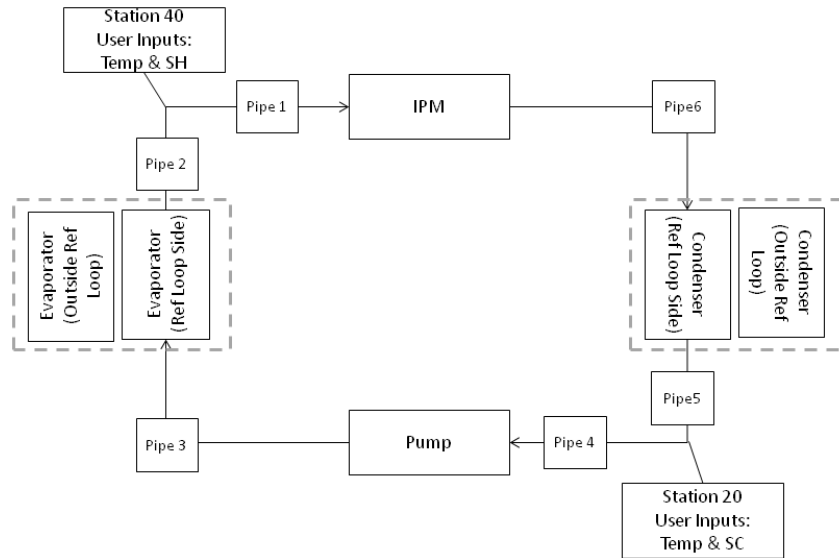 Station 40
User Inputs:
Temp & SH
Pipe 1
IPM
Pipe6
Pipe 2
Evaporator
(Outside Ref
Loop)
Evaporator
(Ref Loop Side)
Condenser
(Ref Loop Side)
Condenser
(Outside Ref
Loop)
Pipe5
Pipe 3
Pump
Pipe 4
Station 20
User Inputs:
Temp & SC